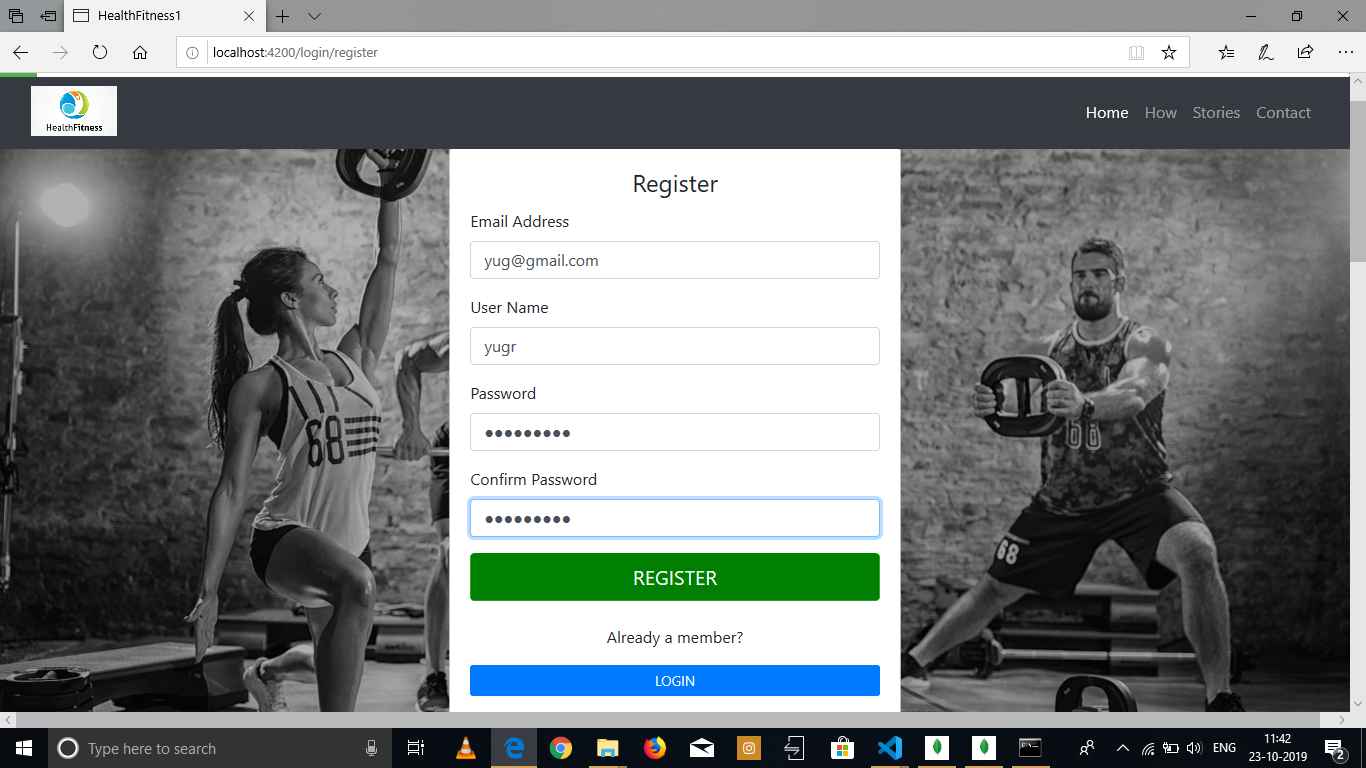 HealthFitness1
localhost:4200/login/register
HealthFitness
Home How Stories Contact
Register
Email Address
yug@gmail.com
User Name
yugr
Password
●●●●●●●●●
Confirm Password
●●●●●●●●●
REGISTER
Already a member?
LOGIN
68
68
68
Type here to search
ENG
11:42
23-10-2019
2